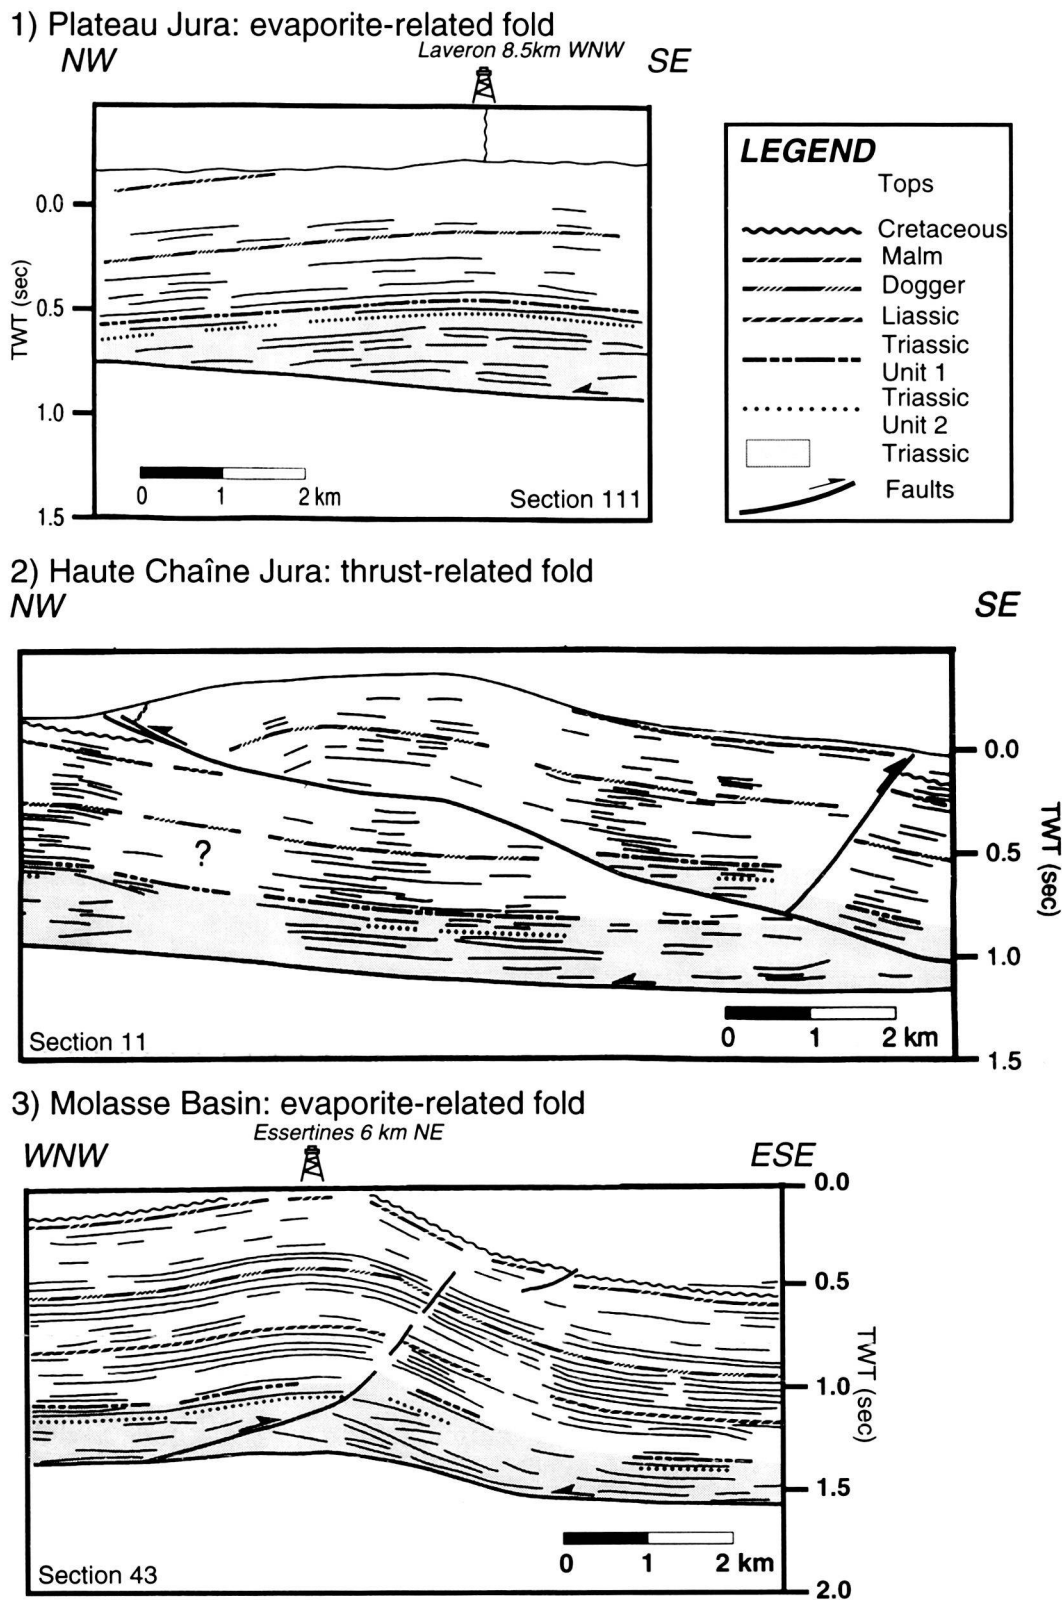 1) Plateau Jura: evaporite-related fold
Laveron 8.5km WNW
NW
SE
LEGEND
Tops
Cretaceous
Malm
Dogger
Liassic
Triassic
Unit 1
Triassic
Unit 2
Triassic
Faults
TWT (sec)
0.0
0.5
1.0
1.5
0 1 2 km
Section 111
2) Haute Chaîne Jura: thrust-related fold
NW
SE
?
0.0
0.5
1.0
1.5
TWT (sec)
0 1 2 km
Section 11
3) Molasse Basin: evaporite-related fold
Essertines 6 km NE
WNW
ESE
0.0
0.5
1.0
1.5
2.0
TWT (sec)
0 1 2 km
Section 43